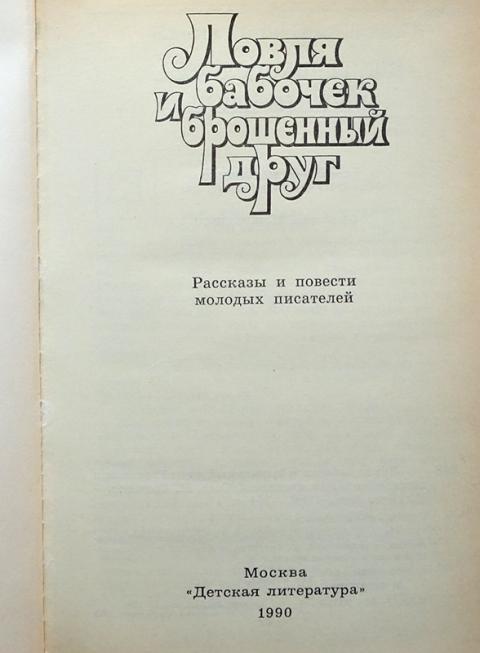 Ловля
бабочек
и брошенный
друг
Рассказы и повести
молодых писателей
Москва
«Детская литература»
1990